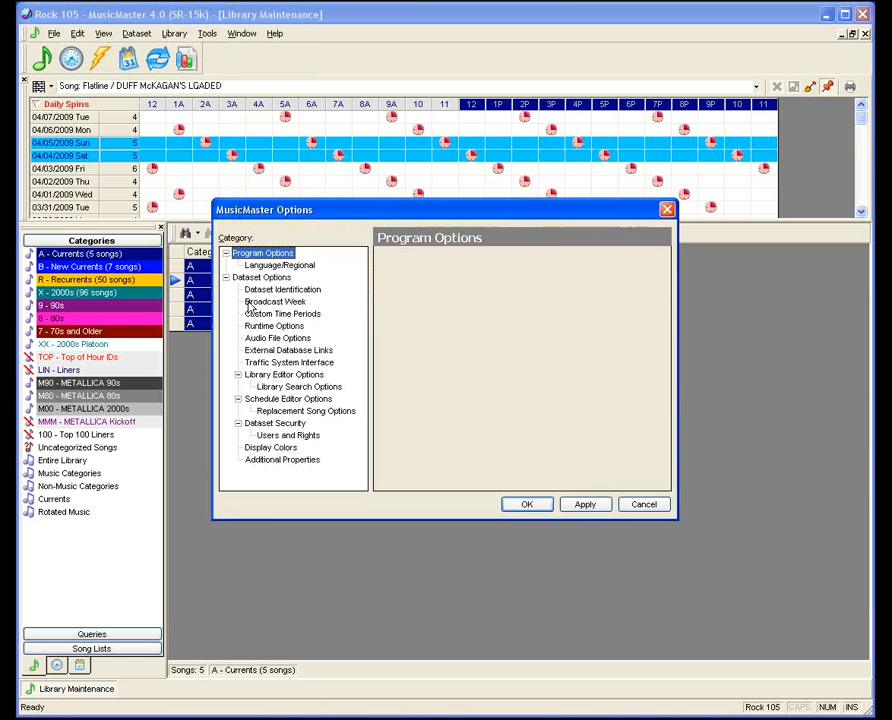 Rock 105 - MusicMaster 4.0 (SR-15k) - [Library Maintenance]
File Edit View Dataset Library Tools Window Help
Song: Flatline / DUFF McKAGAN'S LOADED
Daily Spins 12 1A 2A 3A 4A 5A 6A 7A 8A 9A 10 11 12 1P 2P 3P 4P 5P 6P 7P 8P 9P 10 11
04/07/2009 Tue 4
04/06/2009 Mon 4
04/05/2009 Sun 5
04/04/2009 Sat 5
04/03/2009 Fri 6
04/02/2009 Thu 4
04/01/2009 Wed 4
03/31/2009 Tue 5
Categories
A - Currents (5 songs)
B - New Currents (7 songs)
R - Recurrents (50 songs)
X - 2000s (96 songs)
9 - 90s
8 - 80s
7 - 70s and Older
XX - 2000s Platoon
TOP - Top of Hour IDs
LIN - Liners
M90 - METALLICA 90s
M80 - METALLICA 80s
M00 - METALLICA 2000s
MMM - METALLICA Kickoff
100 - Top 100 Liners
Uncategorized Songs
Entire Library
Music Categories
Non-Music Categories
Currents
Rotated Music
Queries
Song Lists
Categ
A
A
A
A
A
MusicMaster Options
Category:
Program Options
Language/Regional
Dataset Options
Dataset Identification
Broadcast Week
Custom Time Periods
Runtime Options
Audio File Options
External Database Links
Traffic System Interface
Library Editor Options
Library Search Options
Schedule Editor Options
Replacement Song Options
Dataset Security
Users and Rights
Display Colors
Additional Properties
Program Options
OK Apply Cancel
Songs: 5 A - Currents (5 songs)
Library Maintenance
Ready Rock 105 CAPS NUM INS